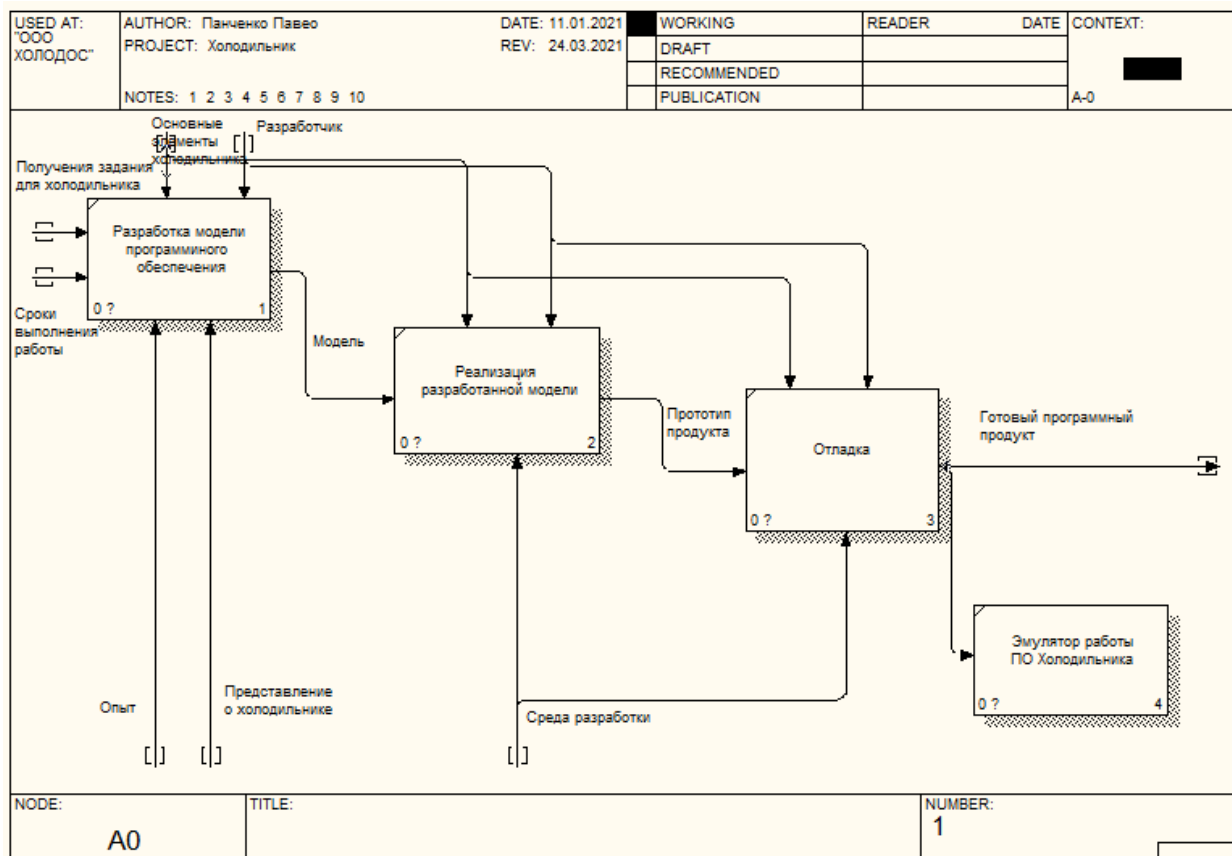 USED AT:
"ООО
ХОЛОДОС"
AUTHOR: Панченко Павео
DATE: 11.01.2021
PROJECT: Холодильник
REV: 24.03.2021
NOTES: 1 2 3 4 5 6 7 8 9 10
WORKING
DRAFT
RECOMMENDED
PUBLICATION
READER
DATE
CONTEXT:
A-0
Основные
элементы
холодильника
Разработчик
Получения задания
для холодильника
Разработка модели
программиного
обеспечения
0 ?
1
Сроки
выполнения
работы
Модель
Реализация
разработанной модели
0 ?
2
Прототип
продукта
Отладка
0 ?
3
Готовый программный
продукт
Эмулятор работы
ПО Холодильника
0 ?
4
Опыт
Представление
о холодильнике
Среда разработки
NODE:
A0
TITLE:
NUMBER:
1